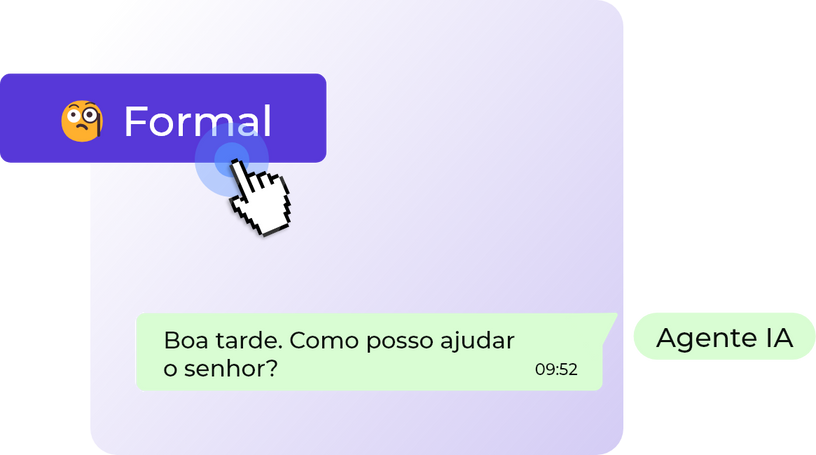 Formal
Boa tarde. Como posso ajudar
o senhor?
09:52
Agente IA